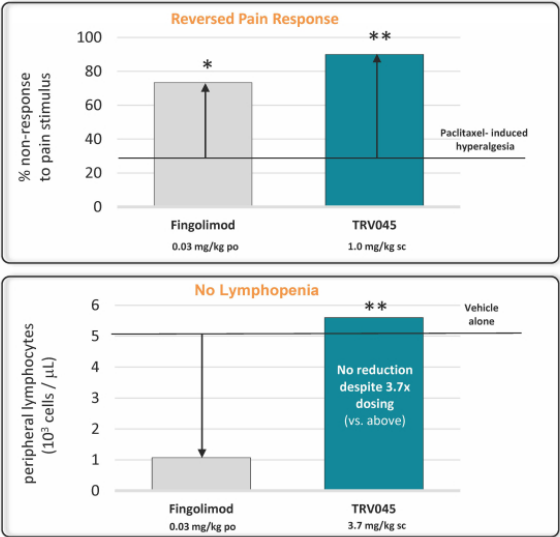 Reversed Pain Response
% non-response
to pain stimulus
100
80
60
40
20
0
*
**
Paclitaxel- induced
hyperalgesia
Fingolimod
0.03 mg/kg po
TRV045
1.0 mg/kg sc
No Lymphopenia
peripheral lymphocytes
(10³ cells / µL)
6
5
4
3
2
1
0
**
Vehicle
alone
No reduction
despite 3.7x
dosing
(vs. above)
Fingolimod
0.03 mg/kg po
TRV045
3.7 mg/kg sc